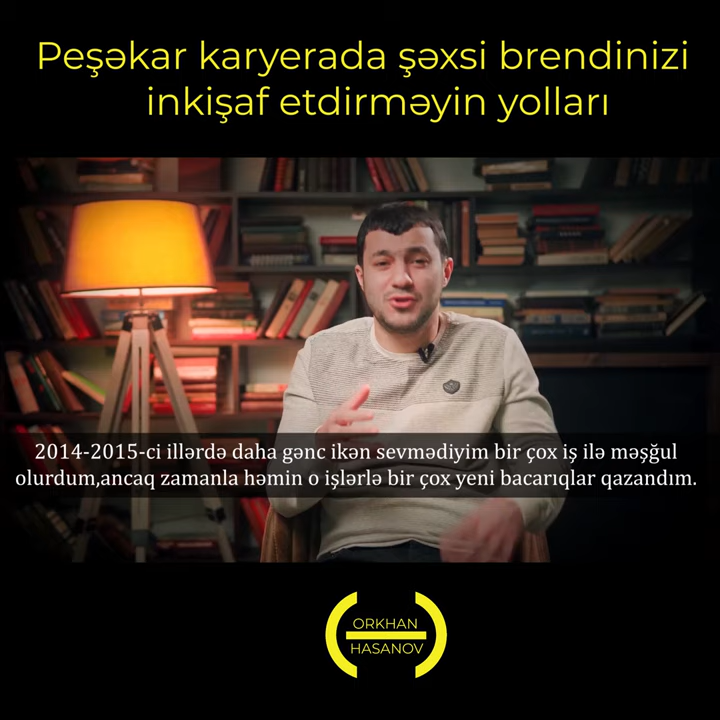 Peşəkar karyerada şəxsi brendinizi
inkişaf etdirməyin yolları
2014-2015-ci illərdə daha gənc ikən sevmədiyim bir çox iş ilə məşğul
olurdum,ancaq zamanla həmin o işlərlə bir çox yeni bacarıqlar qazandım.
ORKHAN
HASANOV